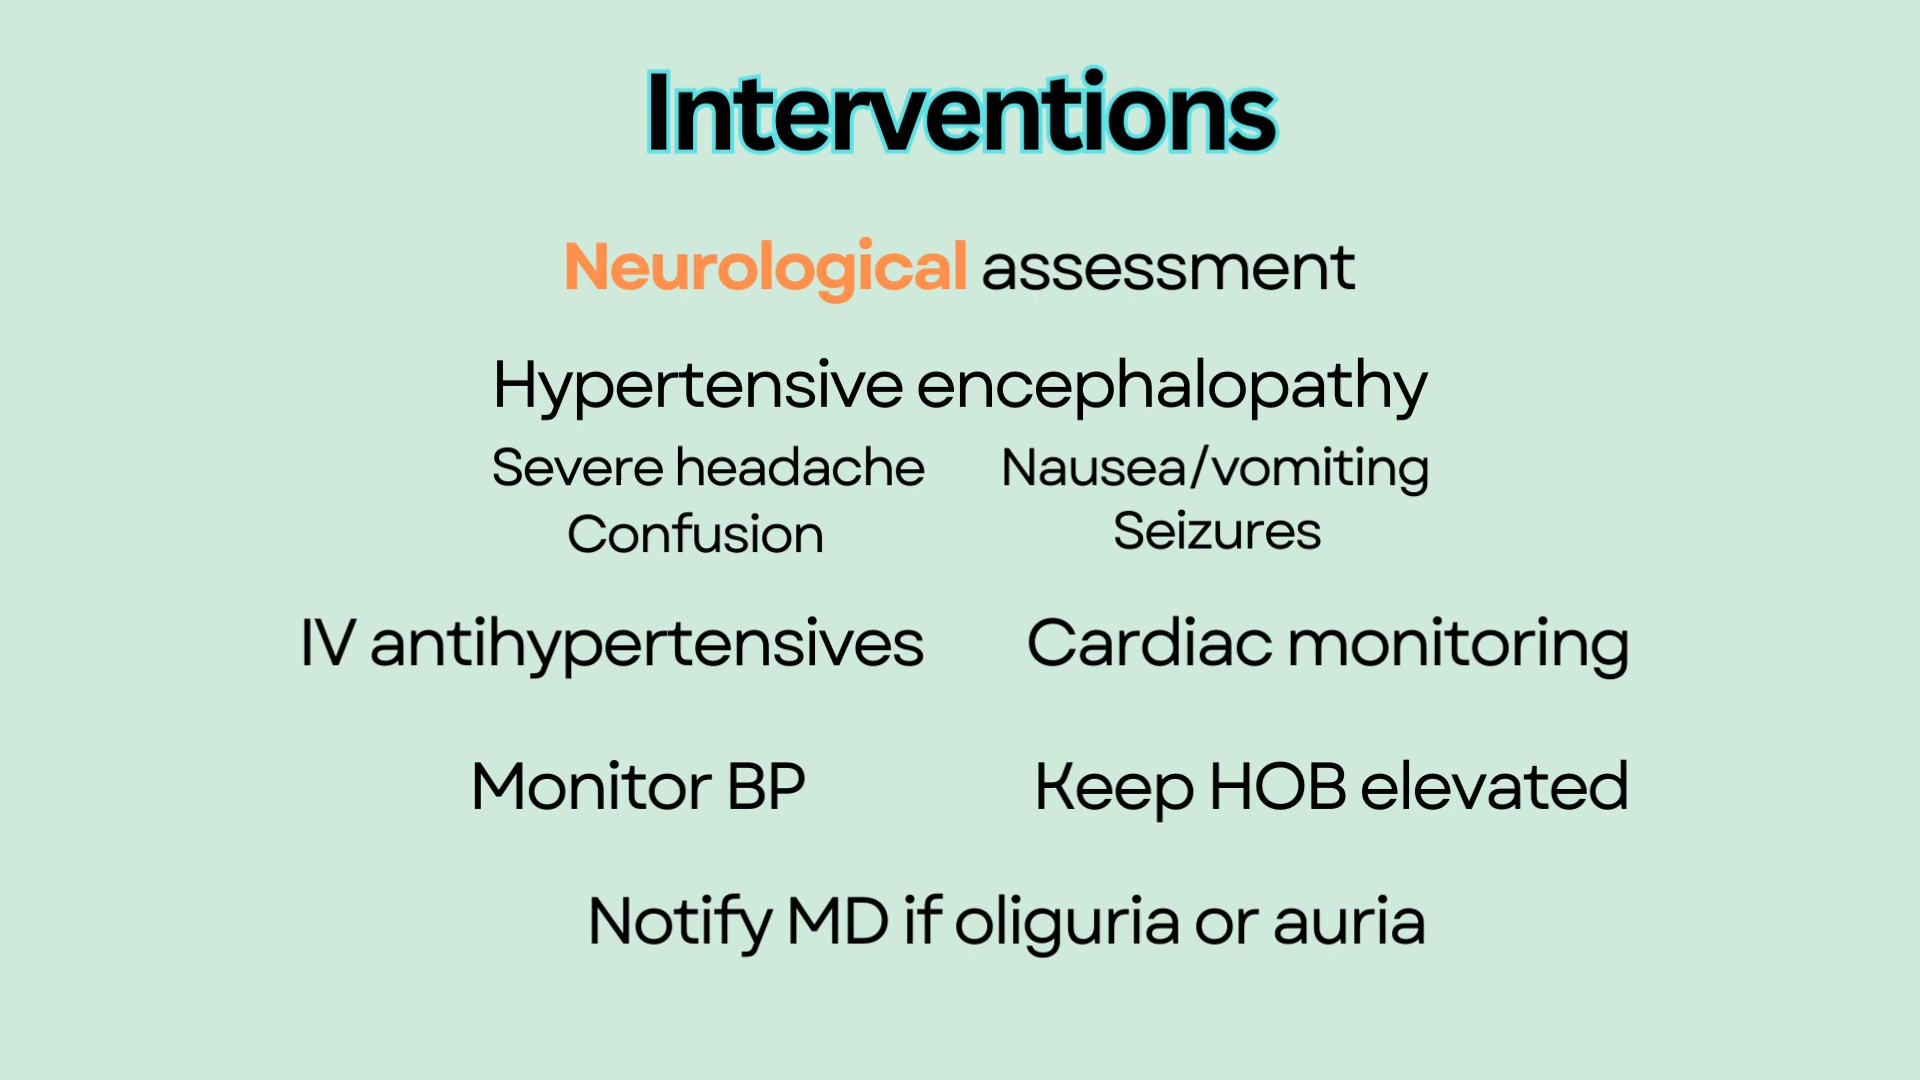 Interventions
Neurological assessment
Hypertensive encephalopathy
Severe headache Nausea/vomiting
Confusion Seizures
IV antihypertensives Cardiac monitoring
Monitor BP Keep HOB elevated
Notify MD if oliguria or auria